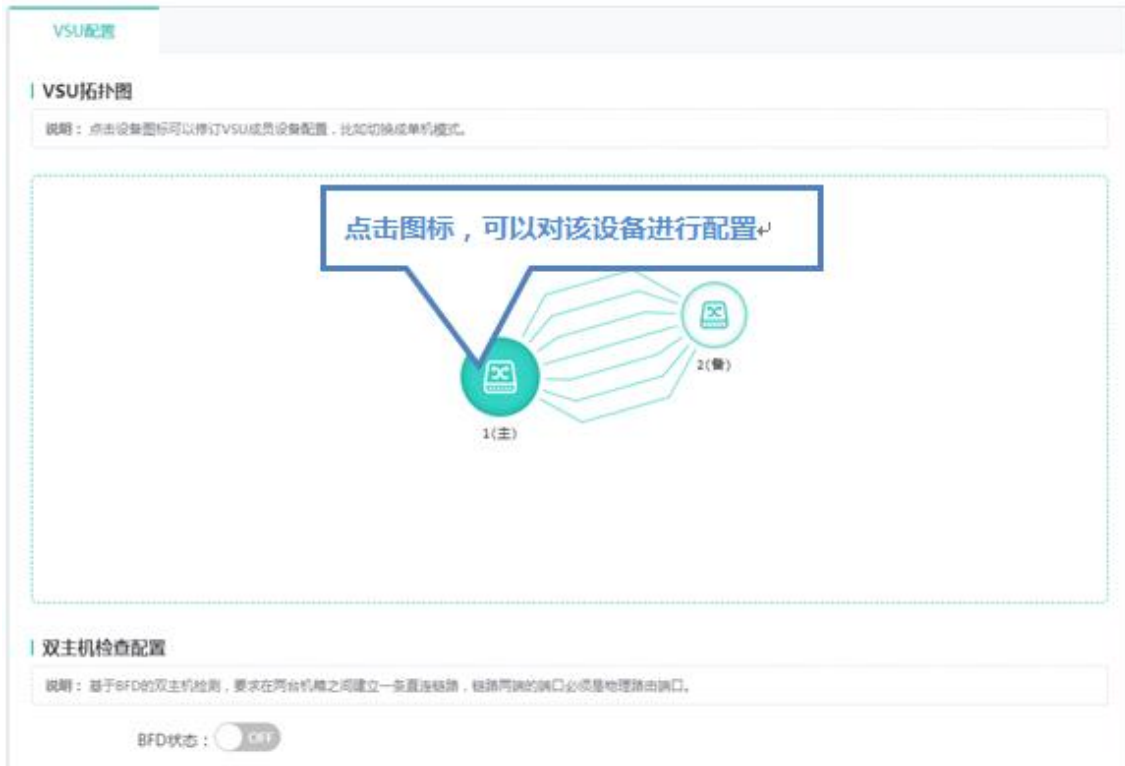 VSU配置
VSU拓扑图
说明：点击设备图标可以修订VSU成员设备配置，比如切换成单机模式。
点击图标，可以对该设备进行配置↵
2(备)
1(主)
双主机检查配置
说明：基于BFD的双主机检测，要求在两台机箱之间建立一条直连链路，链路两端的端口必须是物理路由端口。
BFD状态： OFF